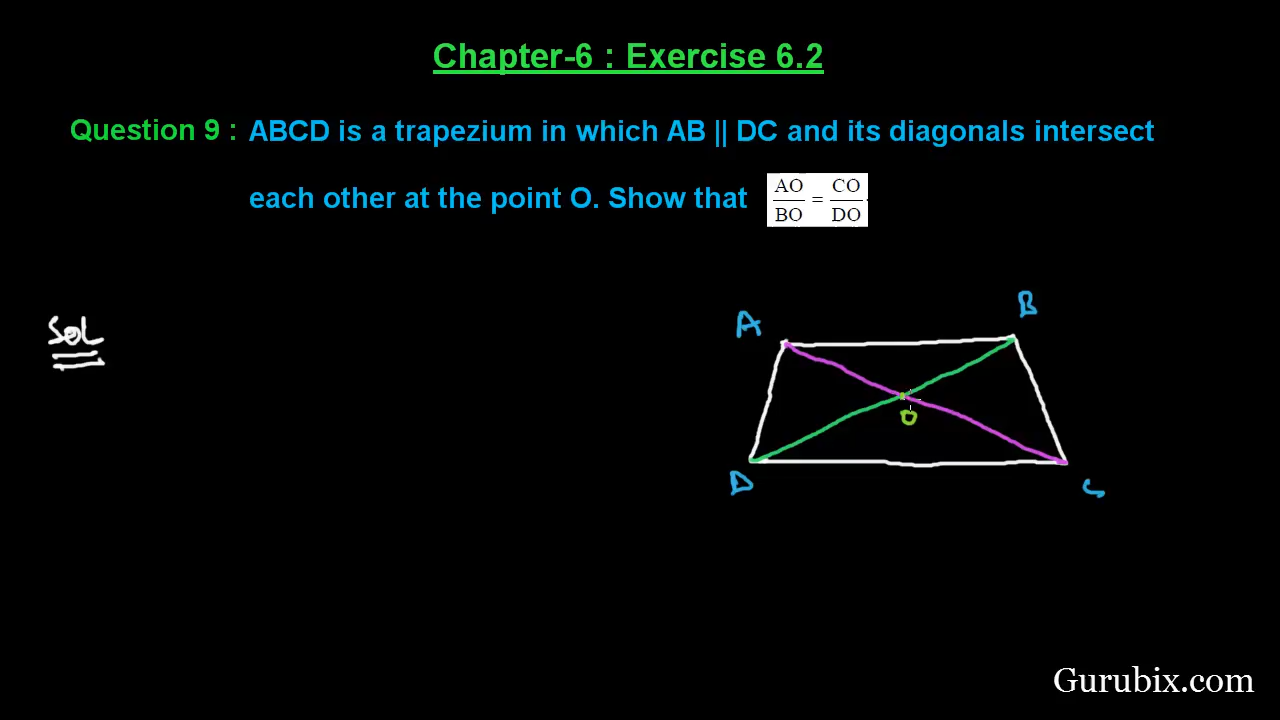 Chapter-6 : Exercise 6.2
Question 9 : ABCD is a trapezium in which AB || DC and its diagonals intersect
each other at the point O. Show that AO/BO = CO/DO.
Sol
A
B
O
D
C
Gurubix.com